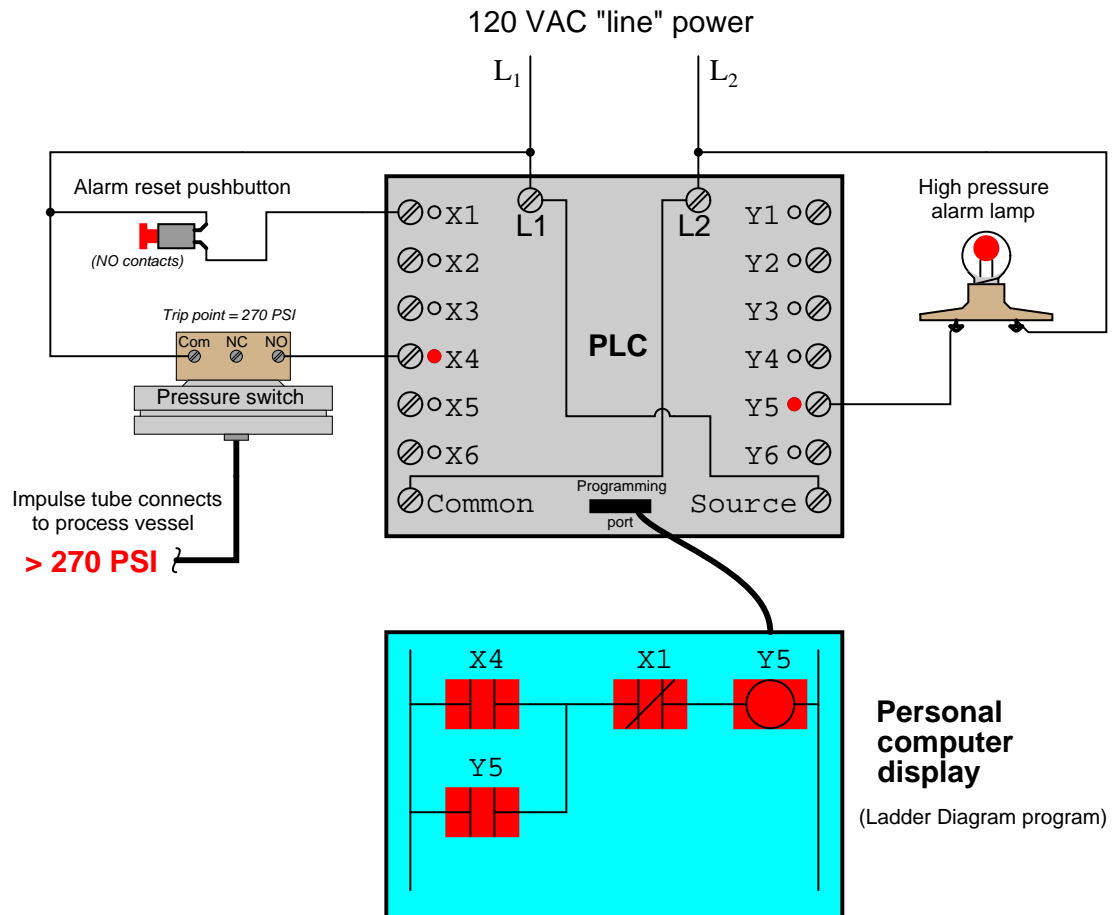 120 VAC "line" power
L1
L2
Alarm reset pushbutton
(NO contacts)
High pressure
alarm lamp
L1
L2
X1
X2
X3
X4
X5
X6
Common
PLC
Y1
Y2
Y3
Y4
Y5
Y6
Source
Programming
port
Trip point = 270 PSI
Com NC NO
Pressure switch
Impulse tube connects
to process vessel
> 270 PSI
X4 X1 Y5
Y5
Personal
computer
display
(Ladder Diagram program)